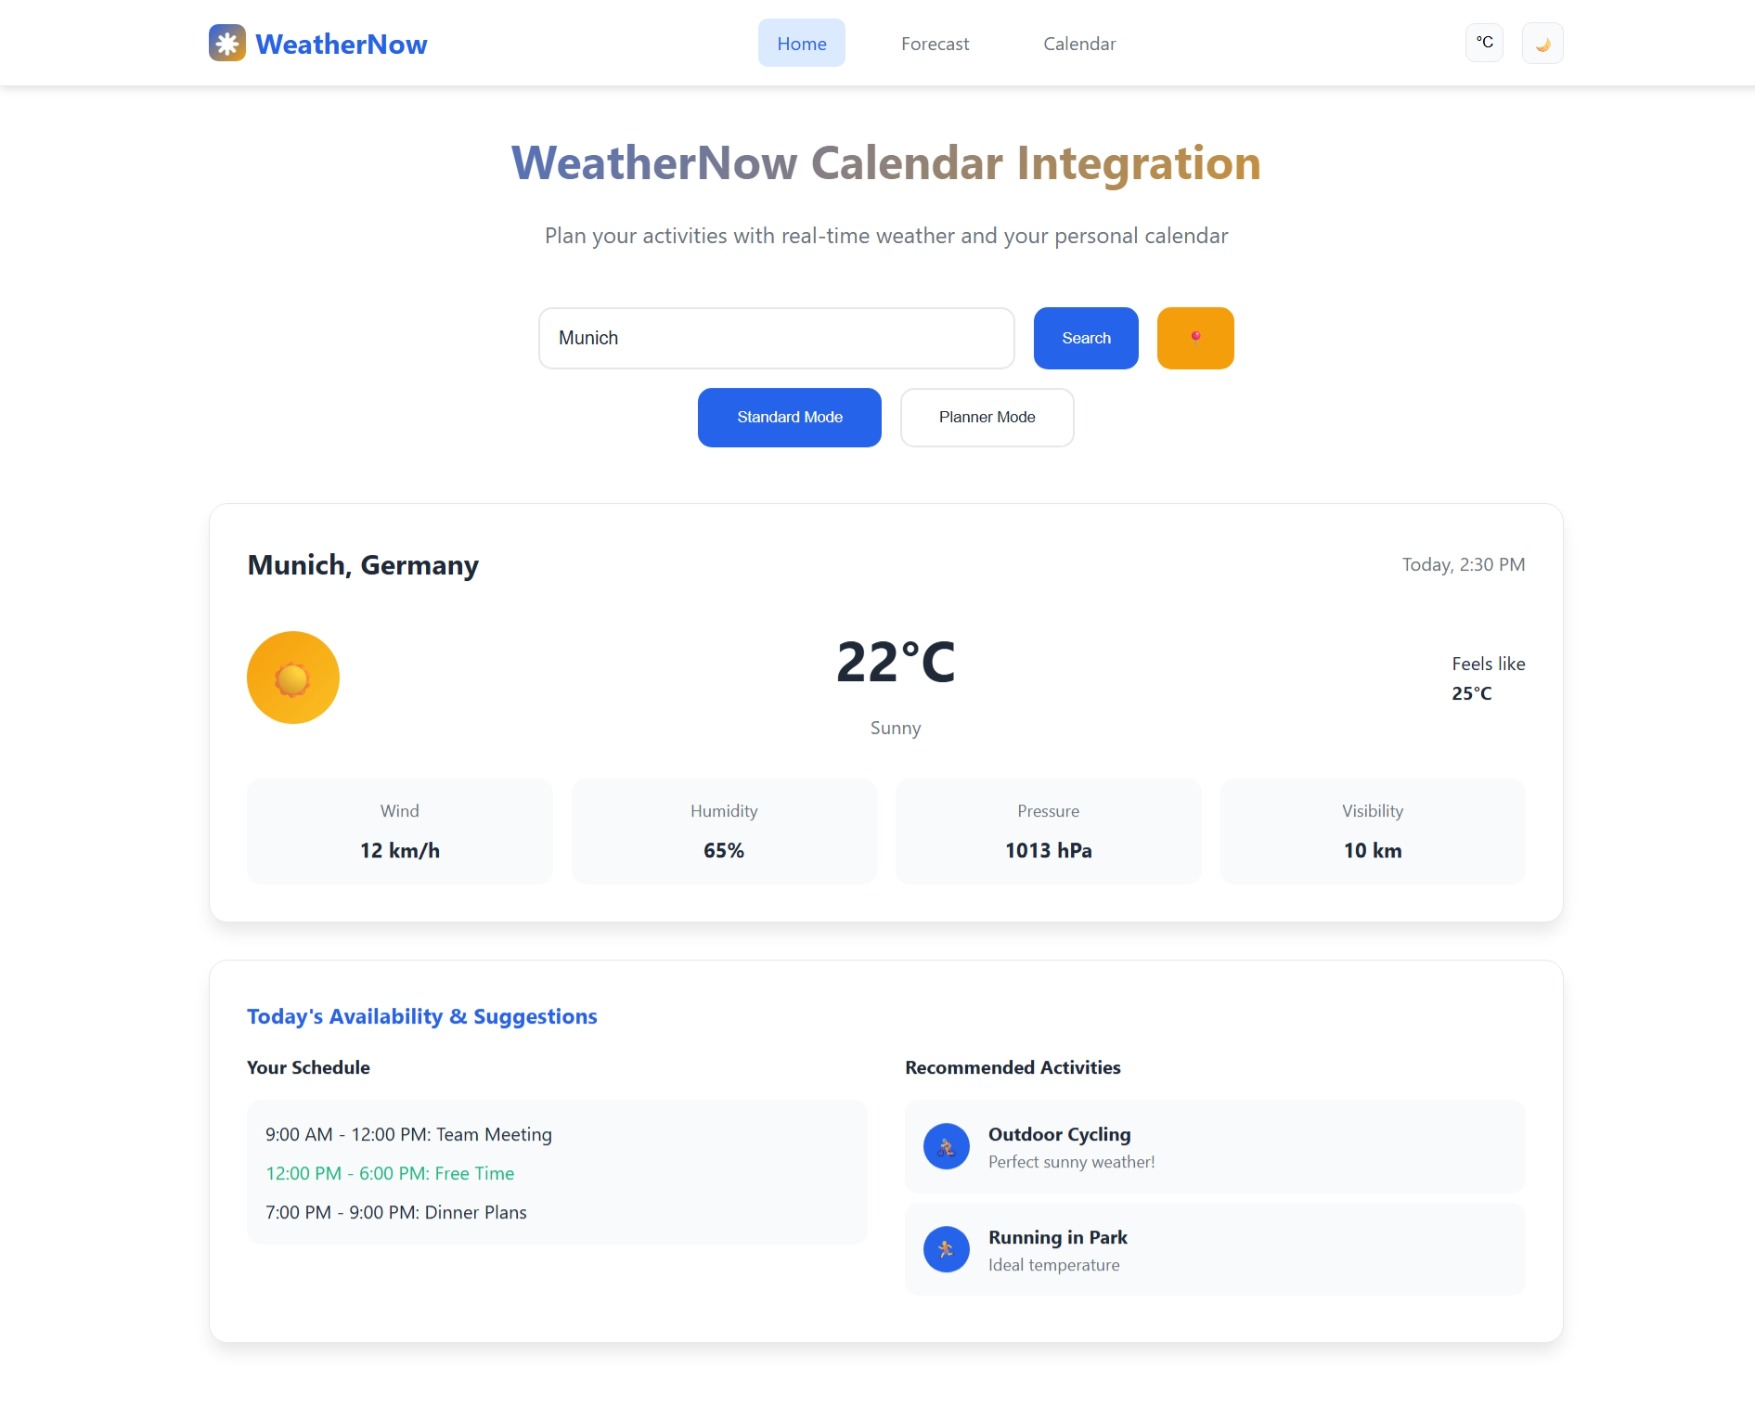 WeatherNow
Home
Forecast
Calendar
°C
WeatherNow Calendar Integration
Plan your activities with real-time weather and your personal calendar
Munich
Search
Standard Mode
Planner Mode
Munich, Germany
Today, 2:30 PM
22°C
Sunny
Feels like
25°C
Wind
12 km/h
Humidity
65%
Pressure
1013 hPa
Visibility
10 km
Today's Availability & Suggestions
Your Schedule
9:00 AM - 12:00 PM: Team Meeting
12:00 PM - 6:00 PM: Free Time
7:00 PM - 9:00 PM: Dinner Plans
Recommended Activities
Outdoor Cycling
Perfect sunny weather!
Running in Park
Ideal temperature